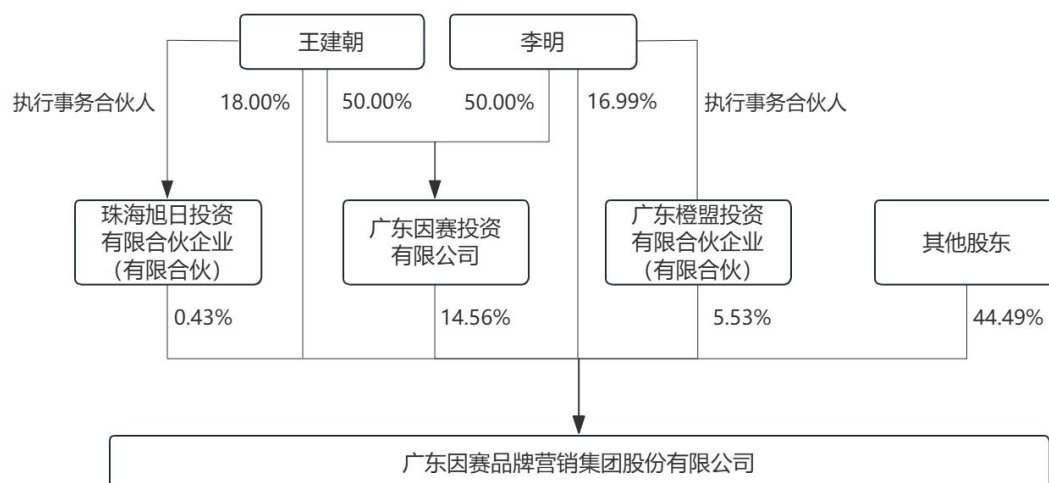 王建朝
李明
执行事务合伙人
18.00%
50.00%
50.00%
16.99%
执行事务合伙人
珠海旭日投资
有限合伙企业
（有限合伙）
广东因赛投资
有限公司
广东橙盟投资
有限合伙企业
（有限合伙）
其他股东
0.43%
14.56%
5.53%
44.49%
广东因赛品牌营销集团股份有限公司